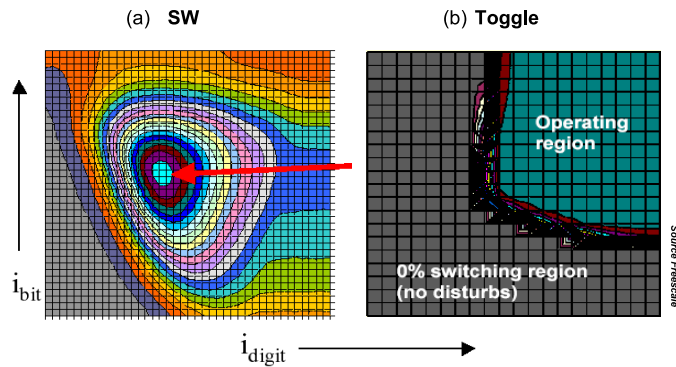 (a) SW
(b) Toggle
Operating
region
0% switching region
(no disturbs)
Source Freescale
i_bit
i_digit